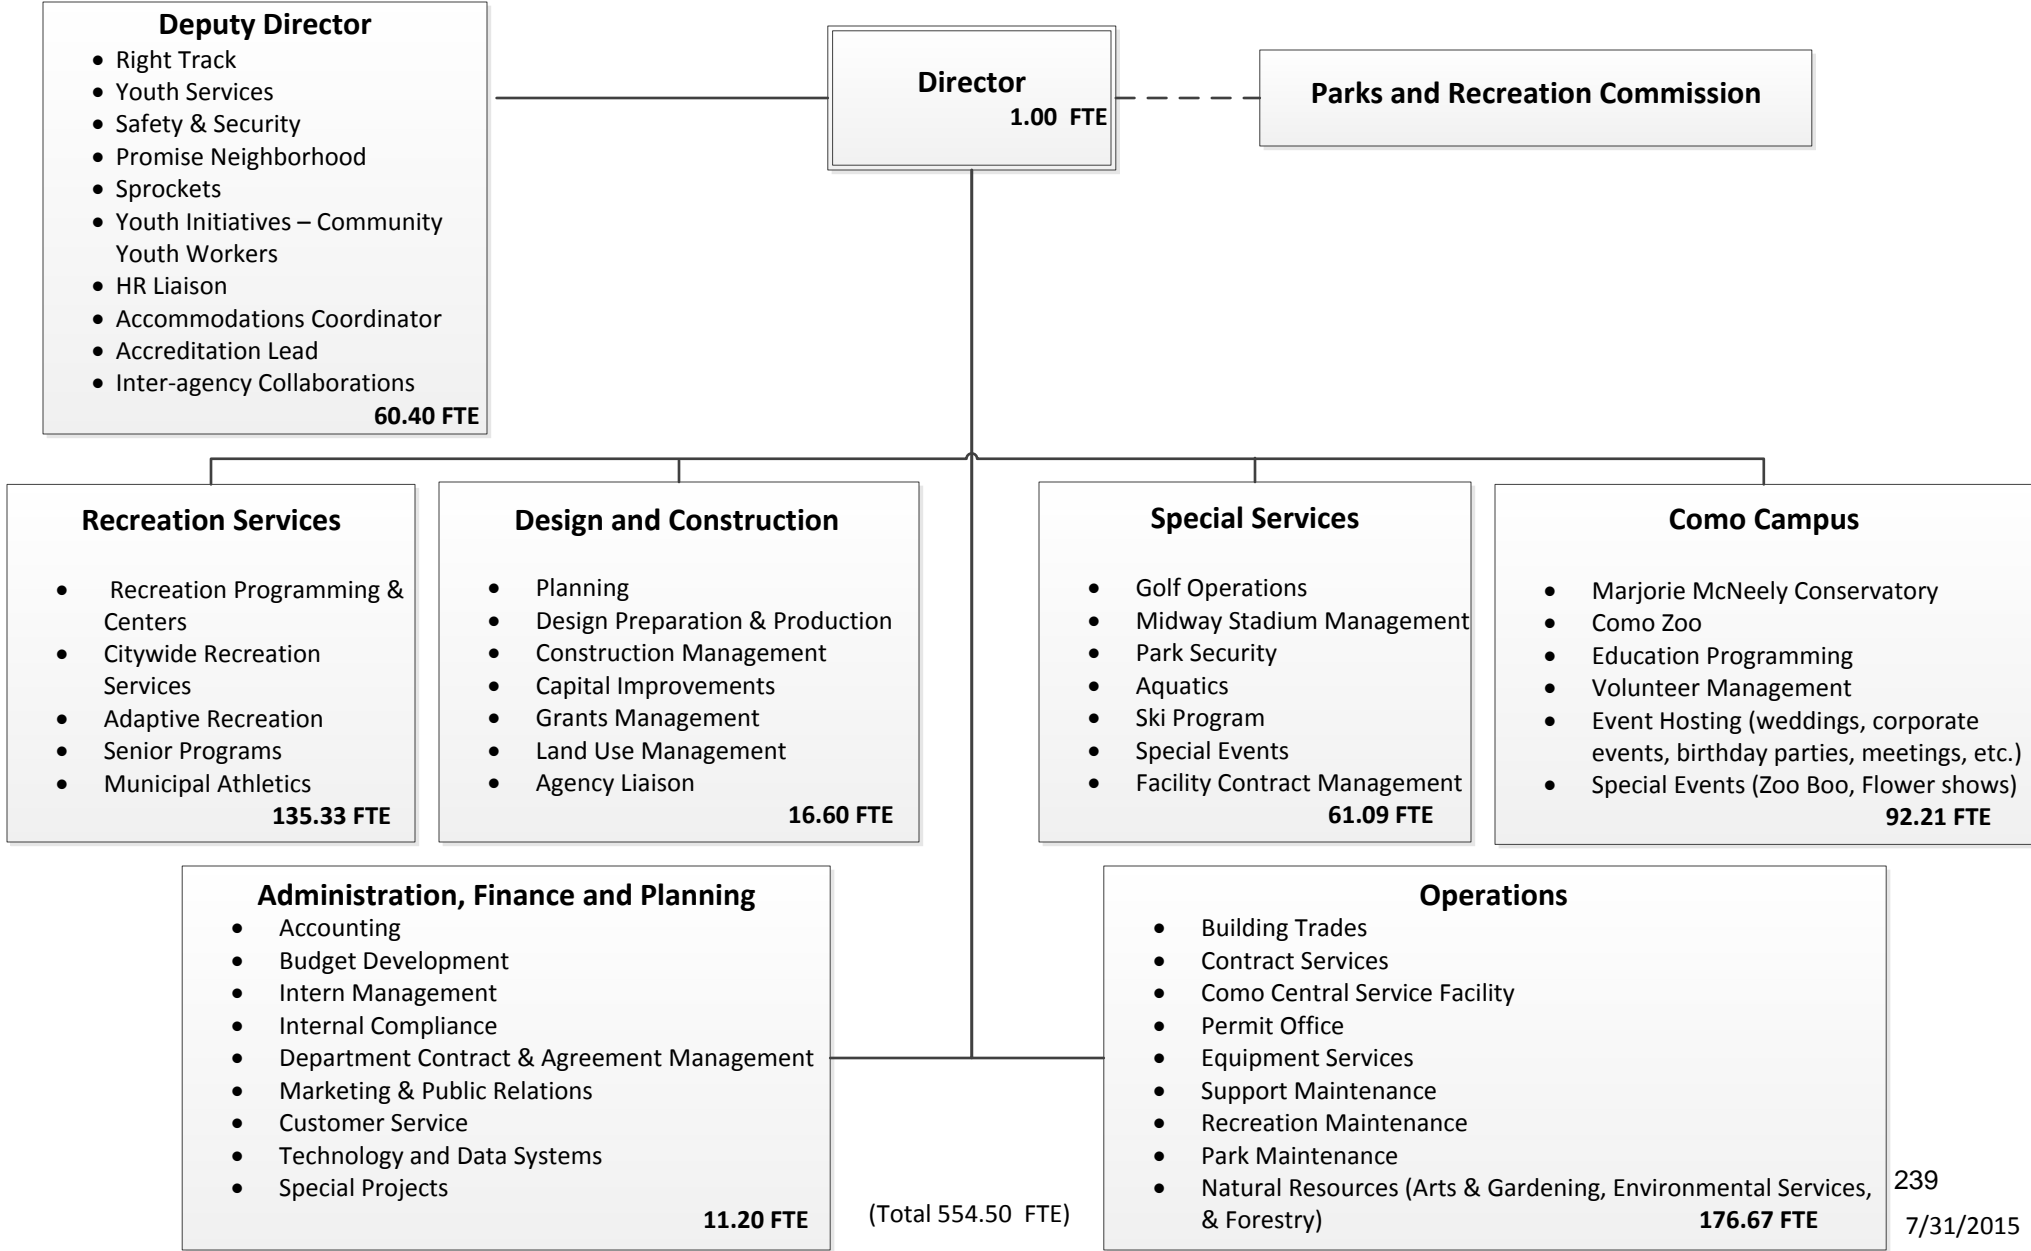 Deputy Director
• Right Track
• Youth Services
• Safety & Security
• Promise Neighborhood
• Sprockets
• Youth Initiatives – Community
Youth Workers
• HR Liaison
• Accommodations Coordinator
• Accreditation Lead
• Inter-agency Collaborations
60.40 FTE
Director
1.00 FTE
Parks and Recreation Commission
Recreation Services
• Recreation Programming &
Centers
• Citywide Recreation
Services
• Adaptive Recreation
• Senior Programs
• Municipal Athletics
135.33 FTE
Design and Construction
• Planning
• Design Preparation & Production
• Construction Management
• Capital Improvements
• Grants Management
• Land Use Management
• Agency Liaison
16.60 FTE
Special Services
• Golf Operations
• Midway Stadium Management
• Park Security
• Aquatics
• Ski Program
• Special Events
• Facility Contract Management
61.09 FTE
Como Campus
• Marjorie McNeely Conservatory
• Como Zoo
• Education Programming
• Volunteer Management
• Event Hosting (weddings, corporate
events, birthday parties, meetings, etc.)
• Special Events (Zoo Boo, Flower shows)
92.21 FTE
Administration, Finance and Planning
• Accounting
• Budget Development
• Intern Management
• Internal Compliance
• Department Contract & Agreement Management
• Marketing & Public Relations
• Customer Service
• Technology and Data Systems
• Special Projects
11.20 FTE
(Total 554.50 FTE)
Operations
• Building Trades
• Contract Services
• Como Central Service Facility
• Permit Office
• Equipment Services
• Support Maintenance
• Recreation Maintenance
• Park Maintenance
• Natural Resources (Arts & Gardening, Environmental Services,
& Forestry)
176.67 FTE
239
7/31/2015